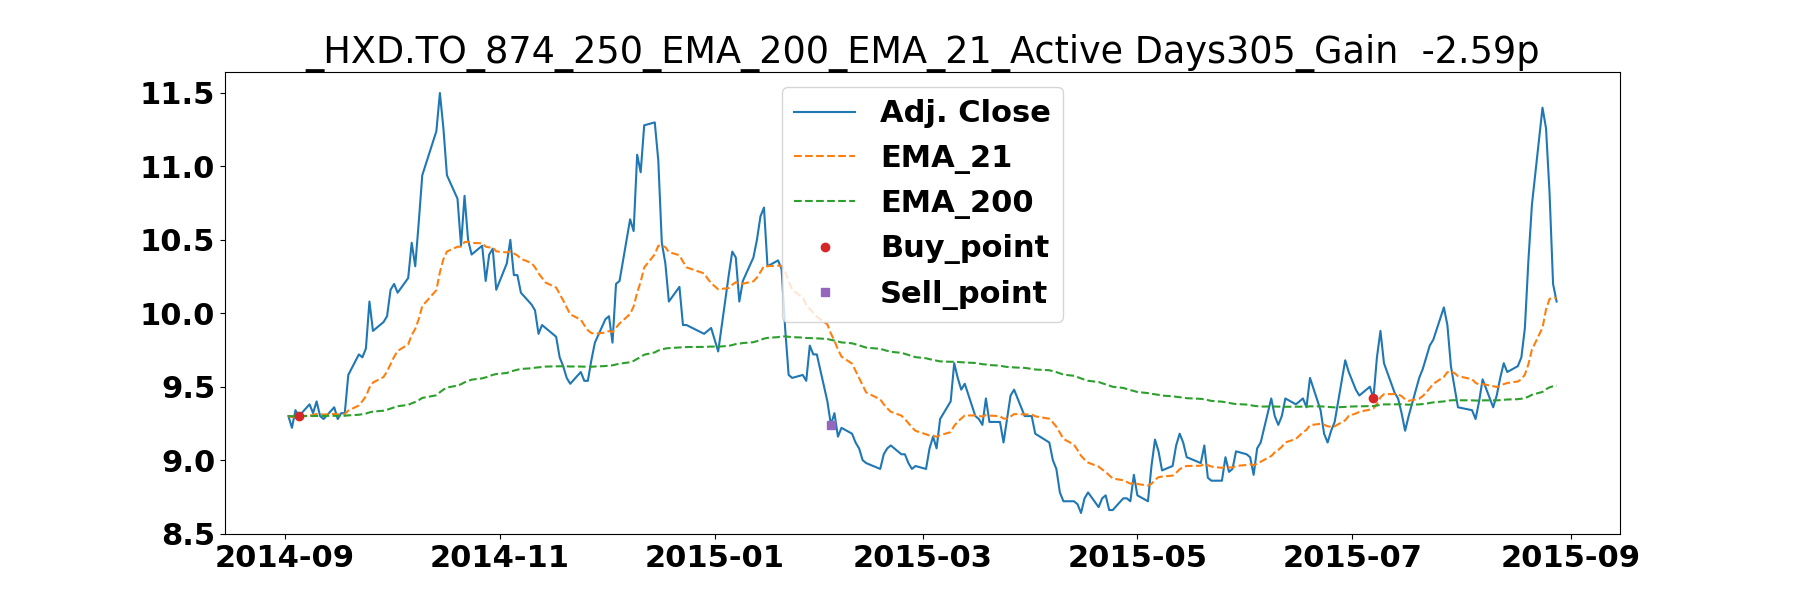 _HXD.TO_874_250_EMA_200_EMA_21_Active Days305_Gain  -2.59p
11.5
11.0
10.5
10.0
9.5
9.0
8.5
Adj. Close
EMA_21
EMA_200
Buy_point
Sell_point
2014-09 2014-11 2015-01 2015-03 2015-05 2015-07 2015-09